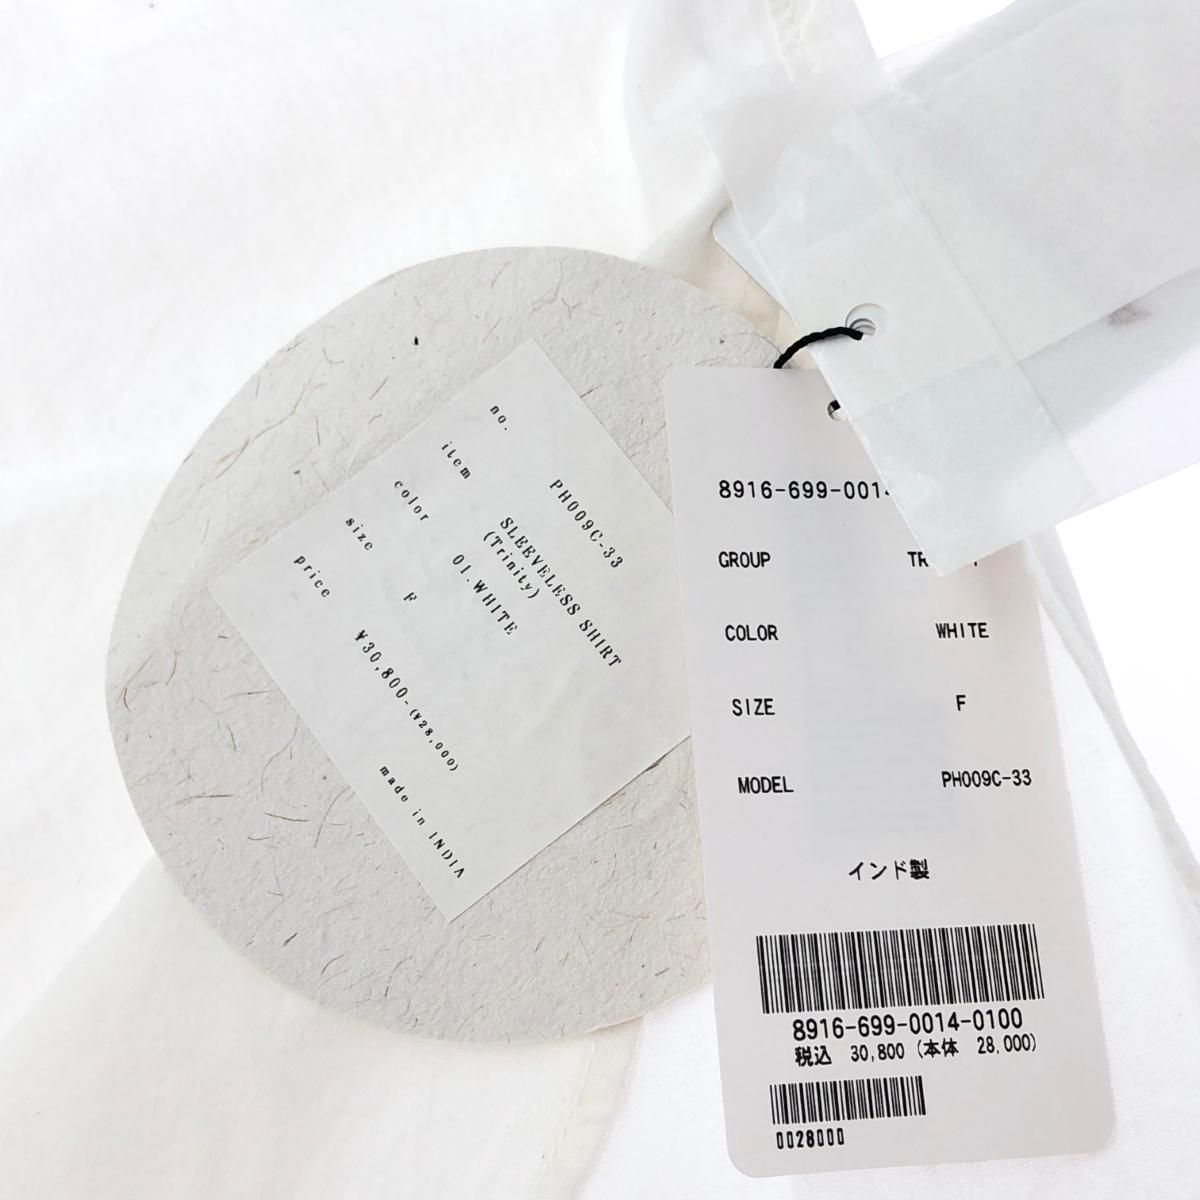 no. PH009C-33
item SLEEVELESS SHIRT
(Trinity)
color 01.WHITE
size F
price ¥30,800-(¥28,000)
made in INDIA
8916-699-0014
GROUP
COLOR WHITE
SIZE F
MODEL PH009C-33
インド製
8916-699-0014-0100
税込 30,800 (本体 28,000)
0028000